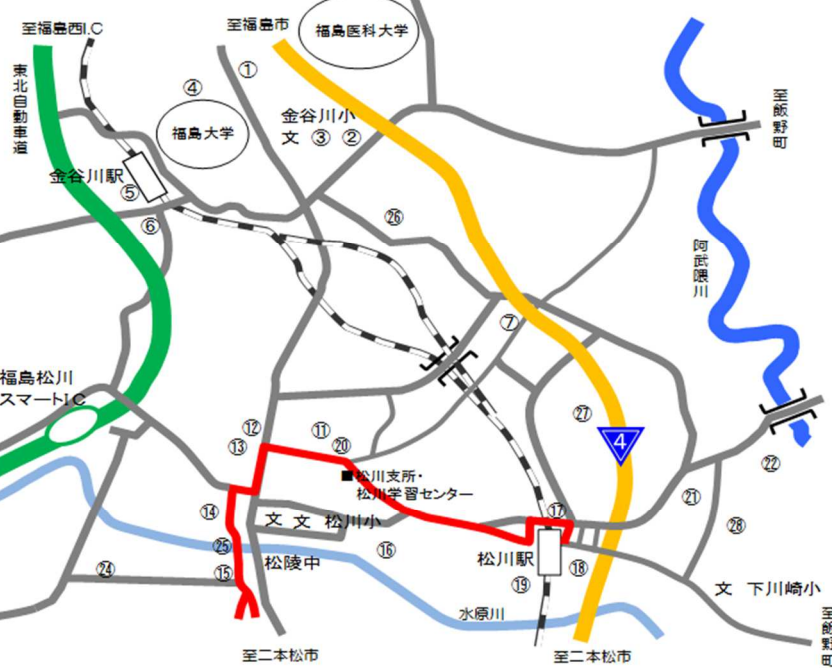 至福島西I.C
至福島市
福島医科大学
東北自動車道
④
①
福島大学
金谷川小
文 ③ ②
至飯野町
金谷川駅
⑤
⑥
㉖
阿武隈川
⑦
福島松川
スマートIC
⑫
⑬
⑪
⑳
㉗
4
㉒
■松川支所・
松川学習センター
⑭
文 文 松川小
⑰
㉑
㉘
㉕
⑮
松陵中
⑯
松川駅
⑱
⑲
㉔
文 下川崎小
水原川
至飯野町
至二本松市
至二本松市